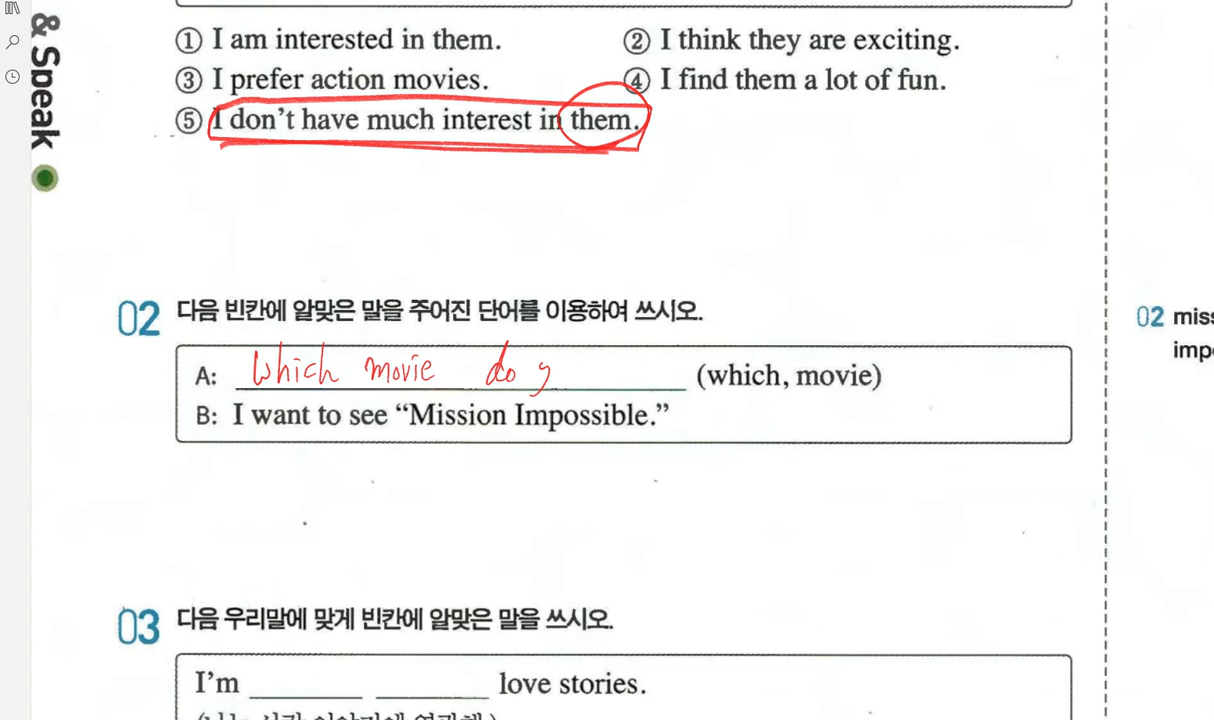 & Speak
① I am interested in them. ② I think they are exciting.
③ I prefer action movies. ④ I find them a lot of fun.
⑤ I don't have much interest in them.
02 다음 빈칸에 알맞은 말을 주어진 단어를 이용하여 쓰시오.
02 miss
impo
A: Which movie do y (which, movie)
B: I want to see “Mission Impossible.”
03 다음 우리말에 맞게 빈칸에 알맞은 말을 쓰시오.
I'm ________ ________ love stories.